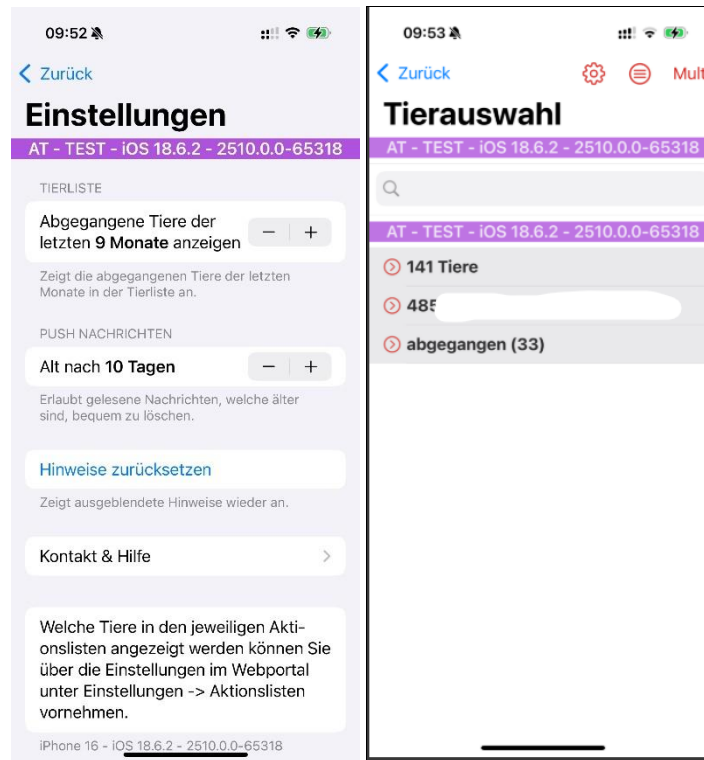 09:52
Zurück
Einstellungen
AT - TEST - iOS 18.6.2 - 2510.0.0-65318
TIERLISTE
Abgegangene Tiere der
letzten 9 Monate anzeigen
− +
Zeigt die abgegangenen Tiere der letzten
Monate in der Tierliste an.
PUSH NACHRICHTEN
Alt nach 10 Tagen
− +
Erlaubt gelesene Nachrichten, welche älter
sind, bequem zu löschen.
Hinweise zurücksetzen
Zeigt ausgeblendete Hinweise wieder an.
Kontakt & Hilfe
Welche Tiere in den jeweiligen Akti-
onslisten angezeigt werden können Sie
über die Einstellungen im Webportal
unter Einstellungen -> Aktionslisten
vornehmen.
iPhone 16 - iOS 18.6.2 - 2510.0.0-65318
09:53
Zurück
Mult
Tierauswahl
AT - TEST - iOS 18.6.2 - 2510.0.0-65318
AT - TEST - iOS 18.6.2 - 2510.0.0-65318
141 Tiere
485
abgegangen (33)